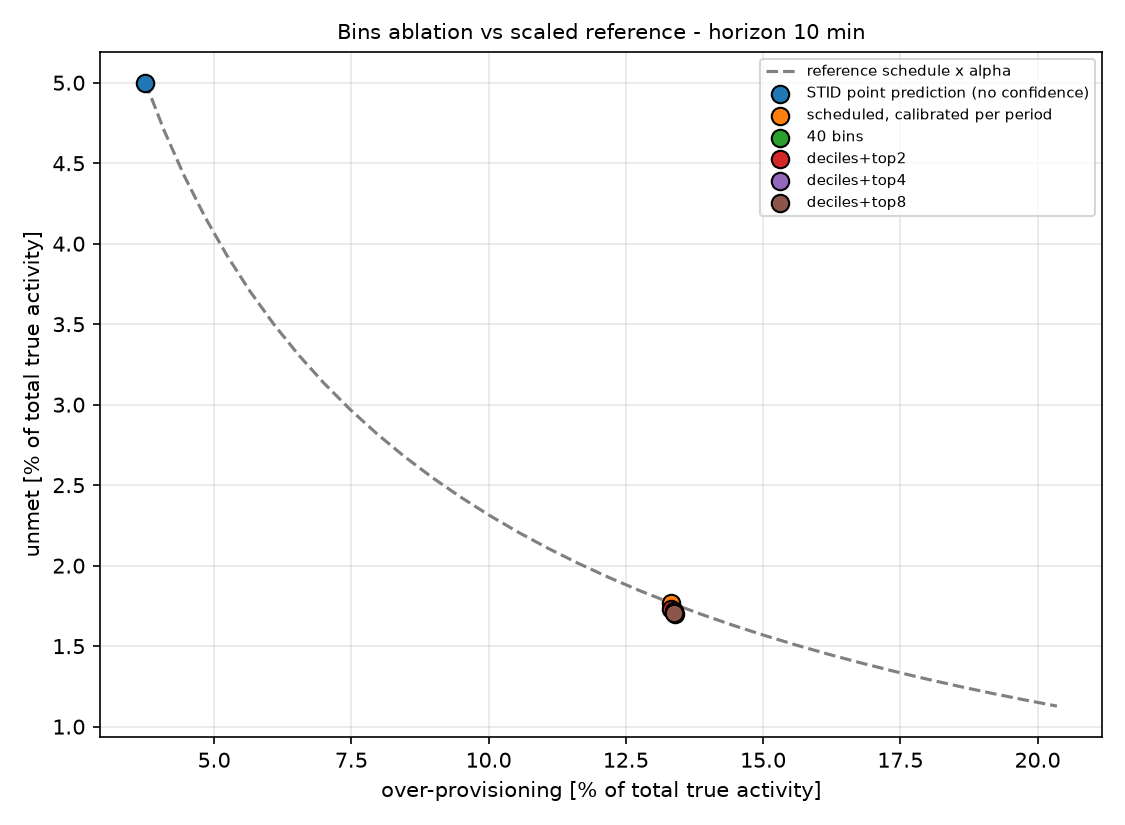 Bins ablation vs scaled reference - horizon 10 min
reference schedule x alpha
STID point prediction (no confidence)
scheduled, calibrated per period
40 bins
deciles+top2
deciles+top4
deciles+top8
unmet [% of total true activity]
5.0
4.5
4.0
3.5
3.0
2.5
2.0
1.5
1.0
5.0
7.5
10.0
12.5
15.0
17.5
20.0
over-provisioning [% of total true activity]